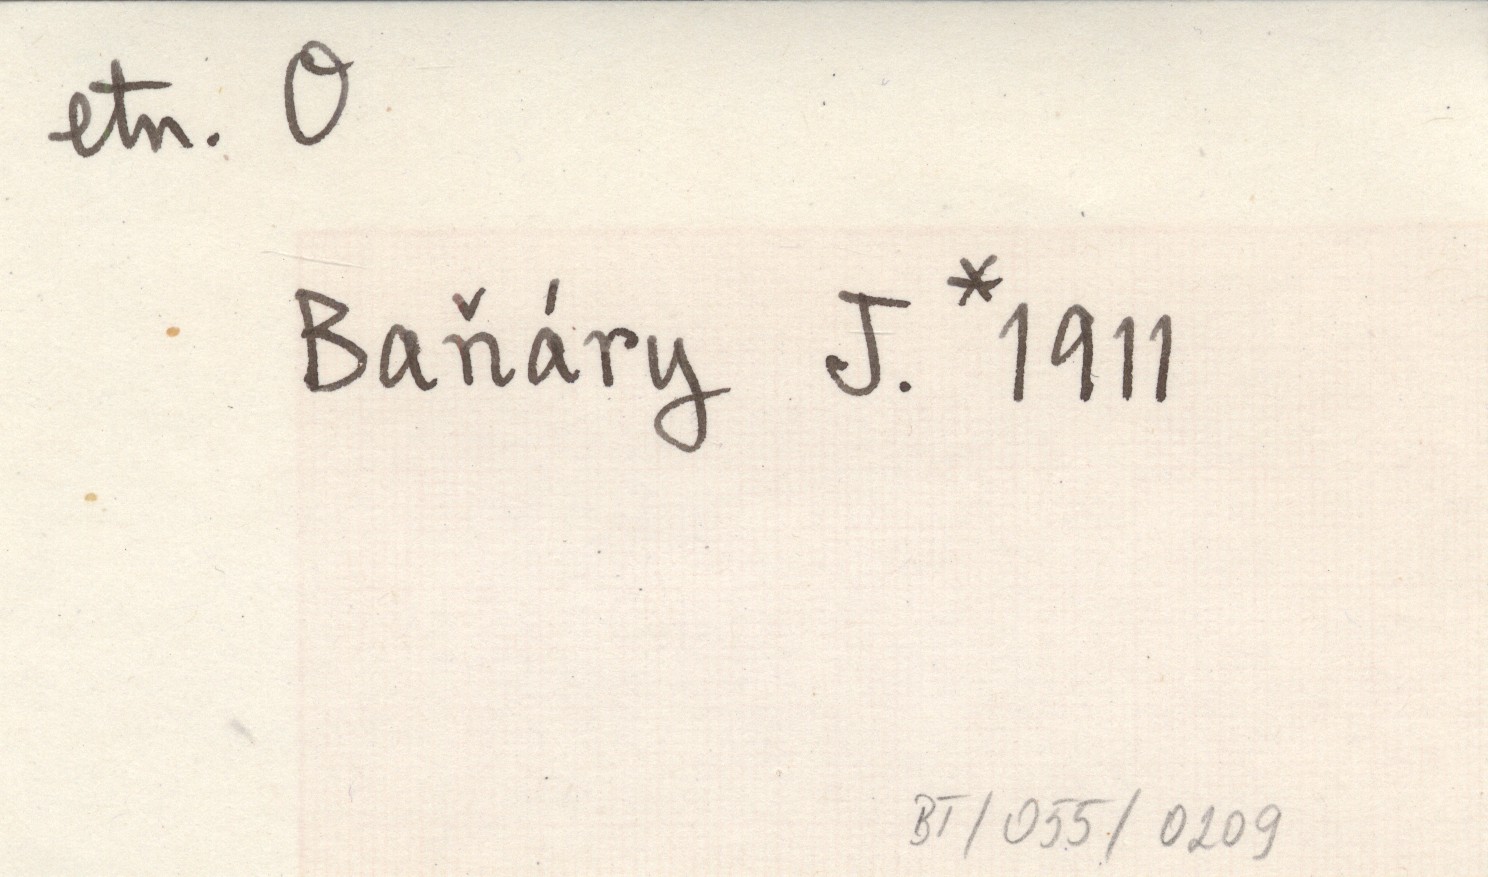 etn. O
Baňáry J. *1911
BT/055/0209